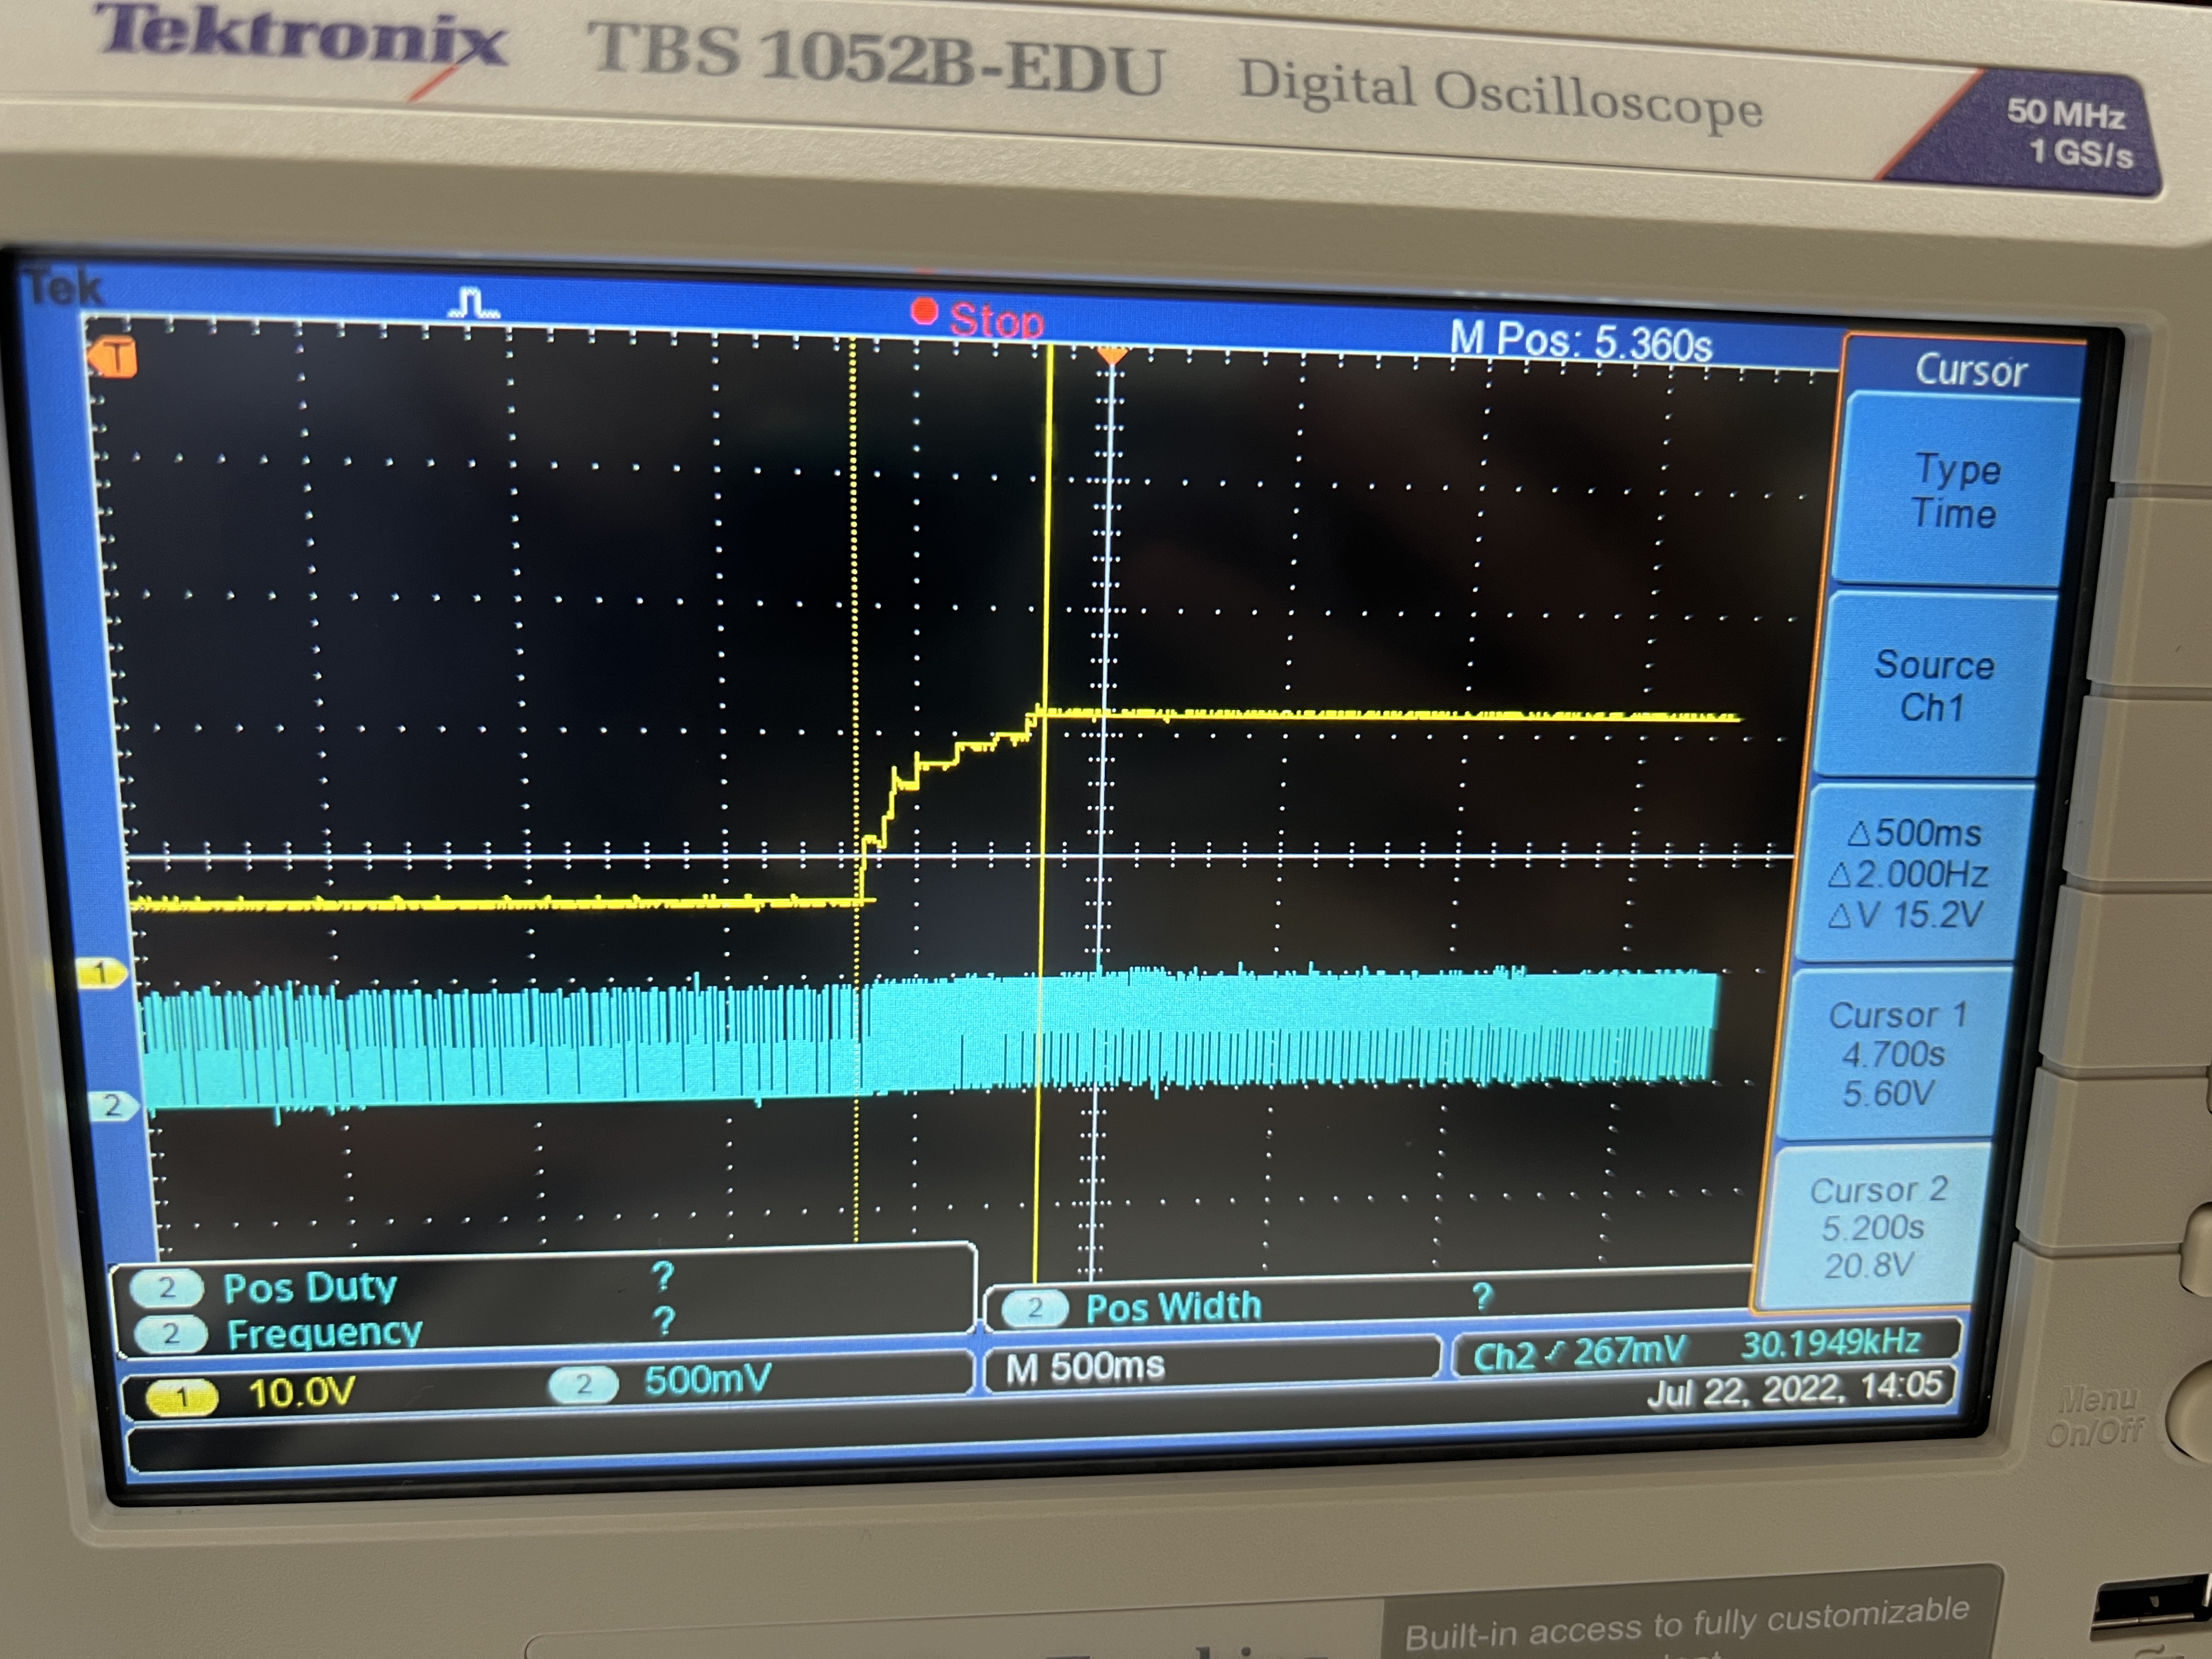 Tektronix TBS 1052B-EDU Digital Oscilloscope
50 MHz
1 GS/s
Tek
Stop
M Pos: 5.360s
T
Cursor
Type
Time
Source
Ch1
△500ms
△2.000Hz
△V 15.2V
1
Cursor 1
4.700s
5.60V
2
Cursor 2
5.200s
20.8V
2 Pos Duty ?
2 Frequency ?
2 Pos Width ?
1 10.0V 2 500mV
M 500ms
Ch2 267mV 30.1949kHz
Jul 22, 2022, 14:05
Menu
On/Off
Built-in access to fully customizable